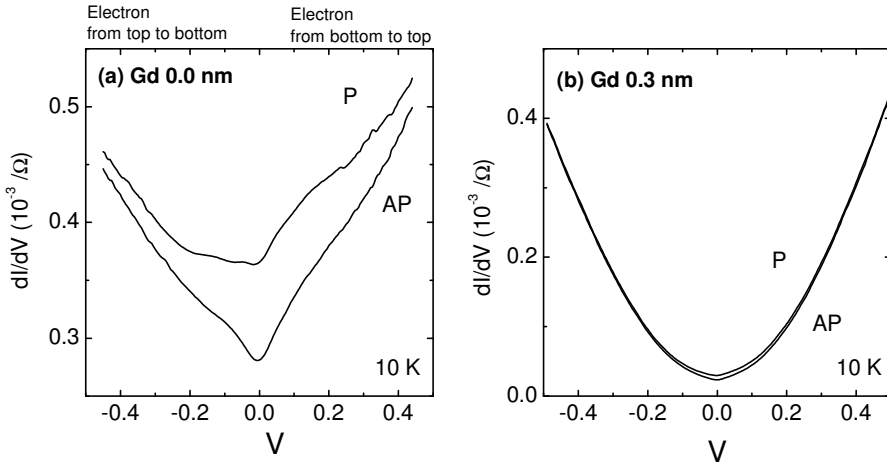 Electron
from top to bottom
Electron
from bottom to top
(a) Gd 0.0 nm
P
AP
10 K
0.5
0.4
0.3
dI/dV (10⁻³ /Ω)
-0.4 -0.2 0.0 0.2 0.4
V
(b) Gd 0.3 nm
P
AP
10 K
0.4
0.2
0.0
dI/dV (10⁻³ /Ω)
-0.4 -0.2 0.0 0.2 0.4
V